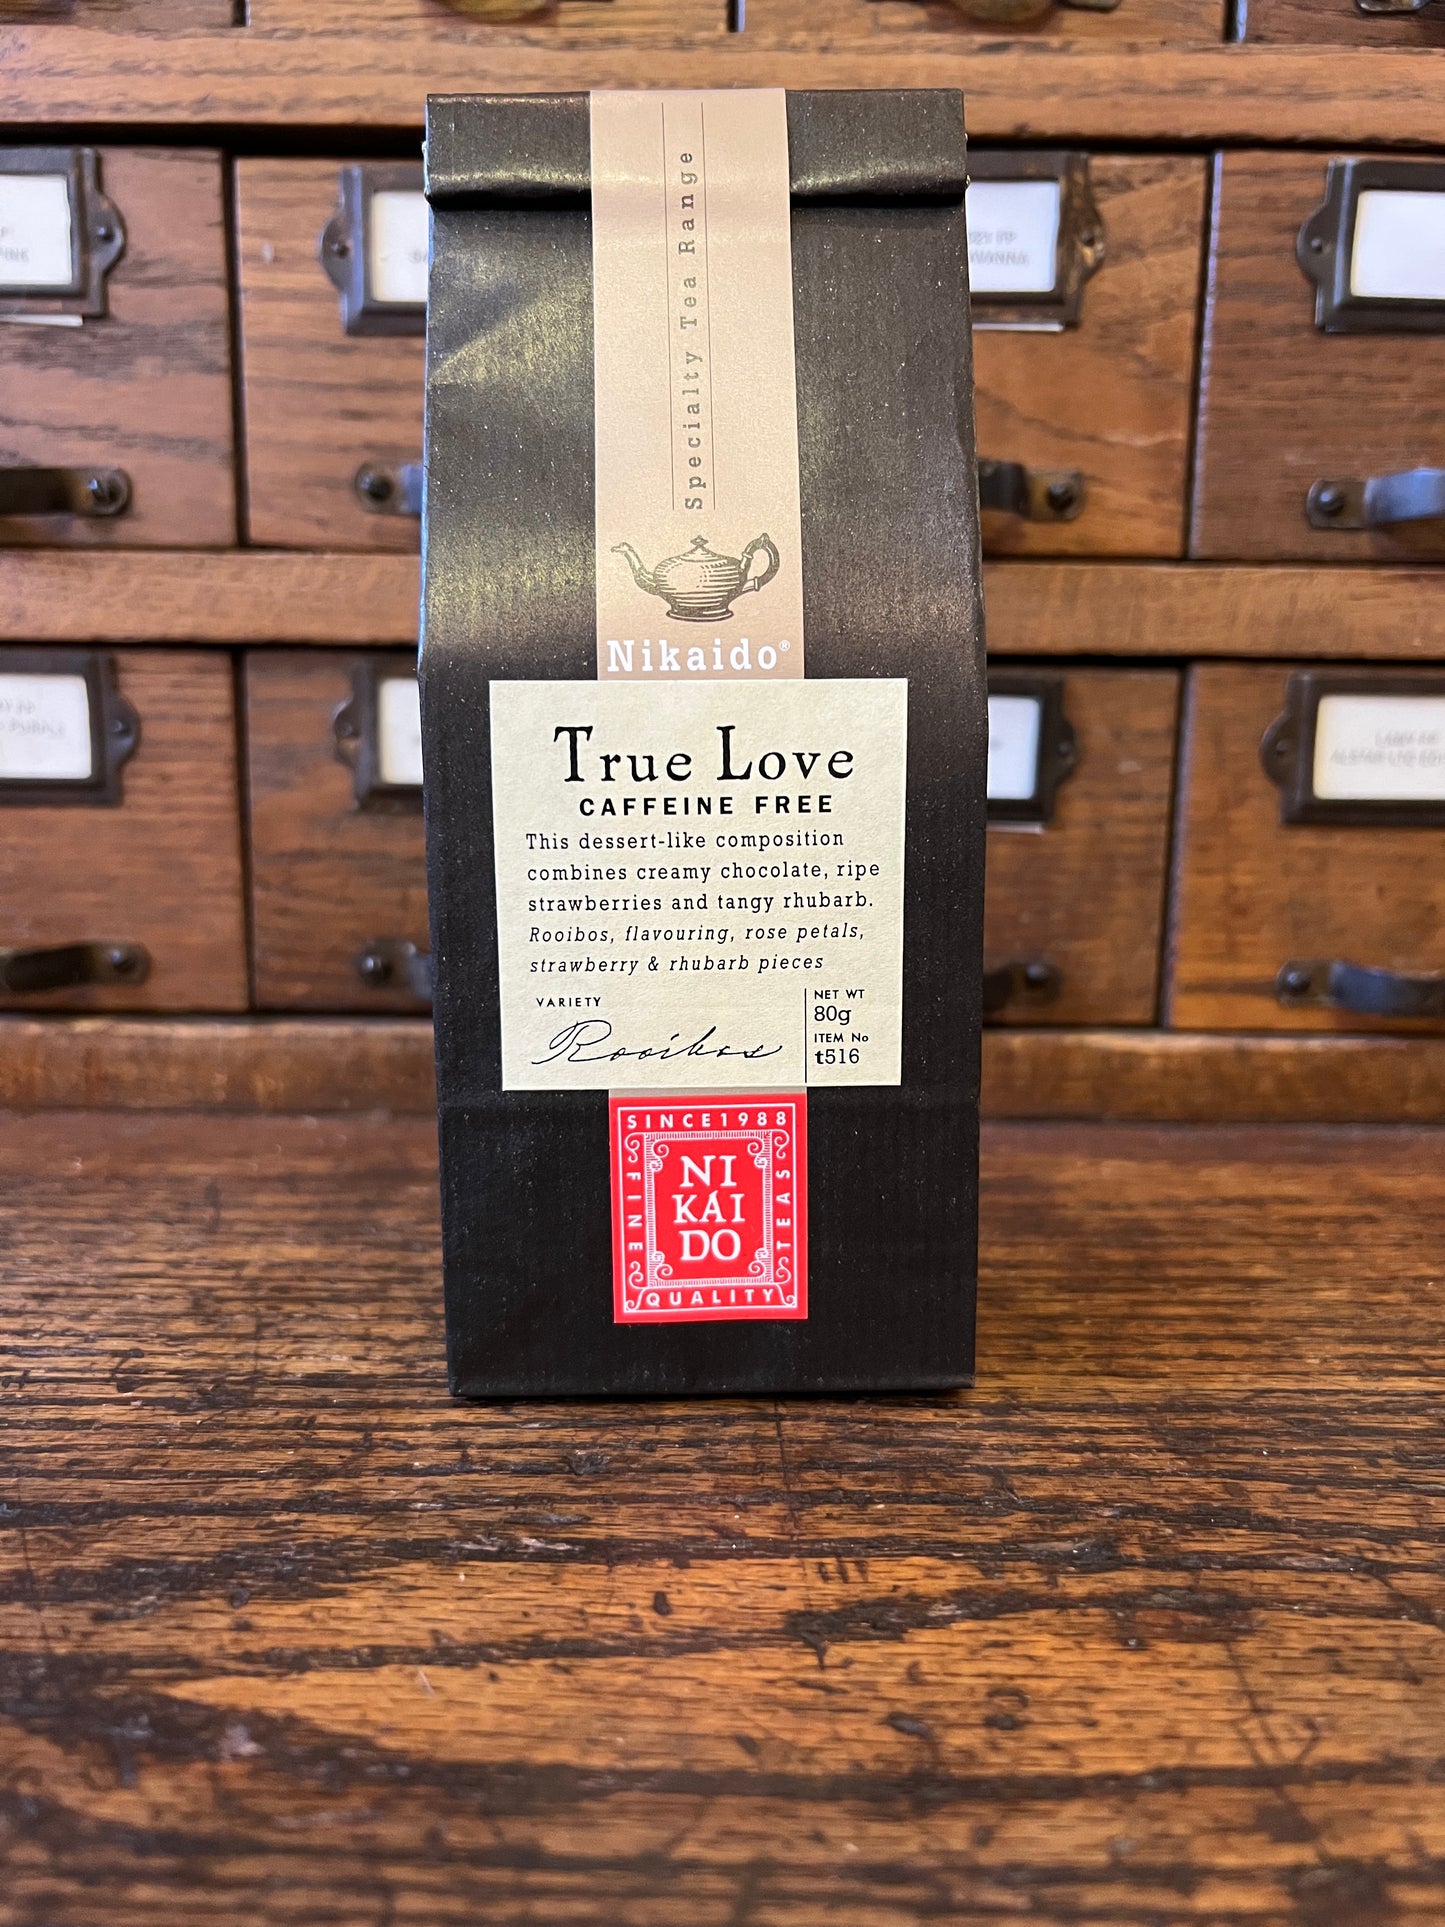 Specialty Tea Range
Nikaido®
True Love
CAFFEINE FREE
This dessert-like composition
combines creamy chocolate, ripe
strawberries and tangy rhubarb.
Rooibos, flavouring, rose petals,
strawberry & rhubarb pieces
VARIETY
Rooibos
NET WT
80g
ITEM No
t516
SINCE 1988
FINE
NI
KAI
DO
TEAS
QUALITY